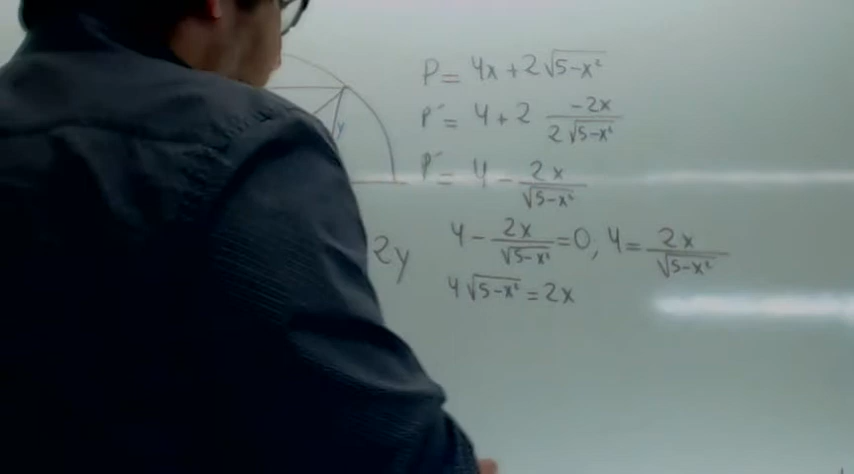 P = 4x + 2√5-x²
y
P´ = 4 + 2 -2x / 2√5-x²
P´ = 4 - 2x / √5-x²
2y
4 - 2x / √5-x² = 0, 4 = 2x / √5-x²
4√5-x² = 2x